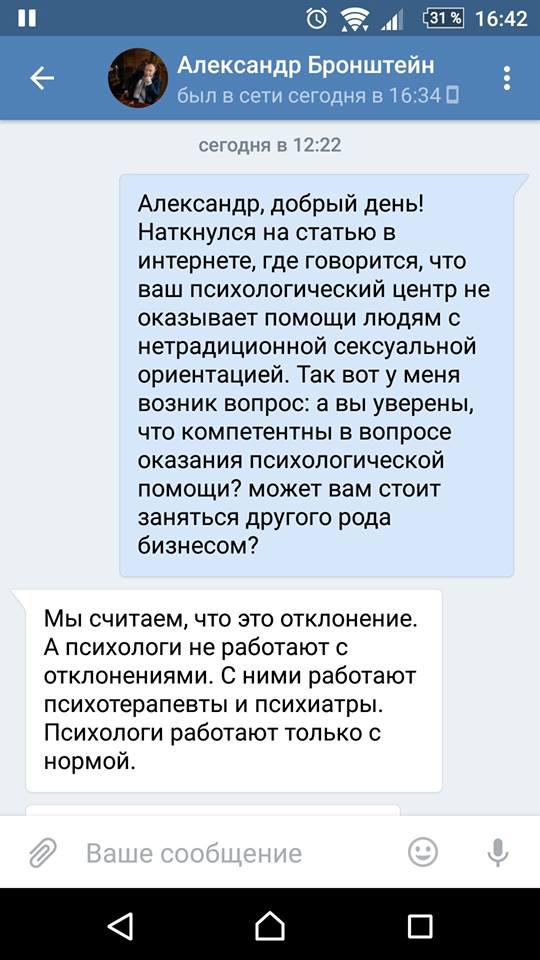 31 % 16:42
Александр Бронштейн
был в сети сегодня в 16:34
сегодня в 12:22
Александр, добрый день!
Наткнулся на статью в
интернете, где говорится, что
ваш психологический центр не
оказывает помощи людям с
нетрадиционной сексуальной
ориентацией. Так вот у меня
возник вопрос: а вы уверены,
что компетентны в вопросе
оказания психологической
помощи? может вам стоит
заняться другого рода
бизнесом?
Мы считаем, что это отклонение.
А психологи не работают с
отклонениями. С ними работают
психотерапевты и психиатры.
Психологи работают только с
нормой.
Ваше сообщение